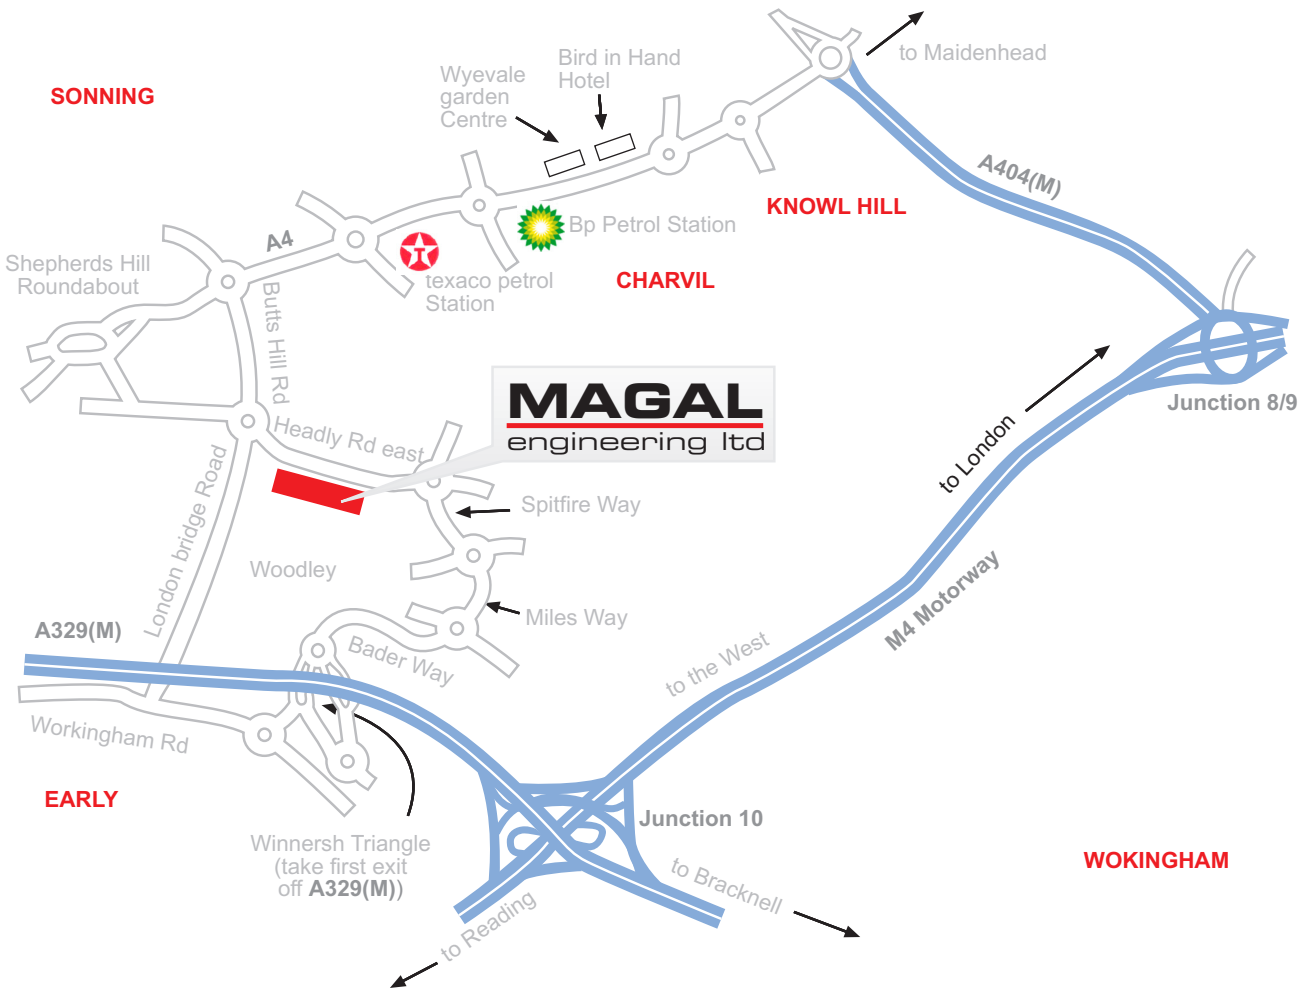 to Maidenhead
Bird in Hand
Hotel
Wyevale
garden
Centre
SONNING
A404(M)
KNOWL HILL
Bp Petrol Station
A4
Shepherds Hill
Roundabout
texaco petrol
Station
CHARVIL
Butts Hill Rd
MAGAL
engineering ltd
Junction 8/9
Headly Rd east
to London
London bridge Road
Spitfire Way
Woodley
M4 Motorway
Miles Way
A329(M)
Bader Way
to the West
Workingham Rd
EARLY
Junction 10
Winnersh Triangle
(take first exit
off A329(M))
to Bracknell
WOKINGHAM
to Reading